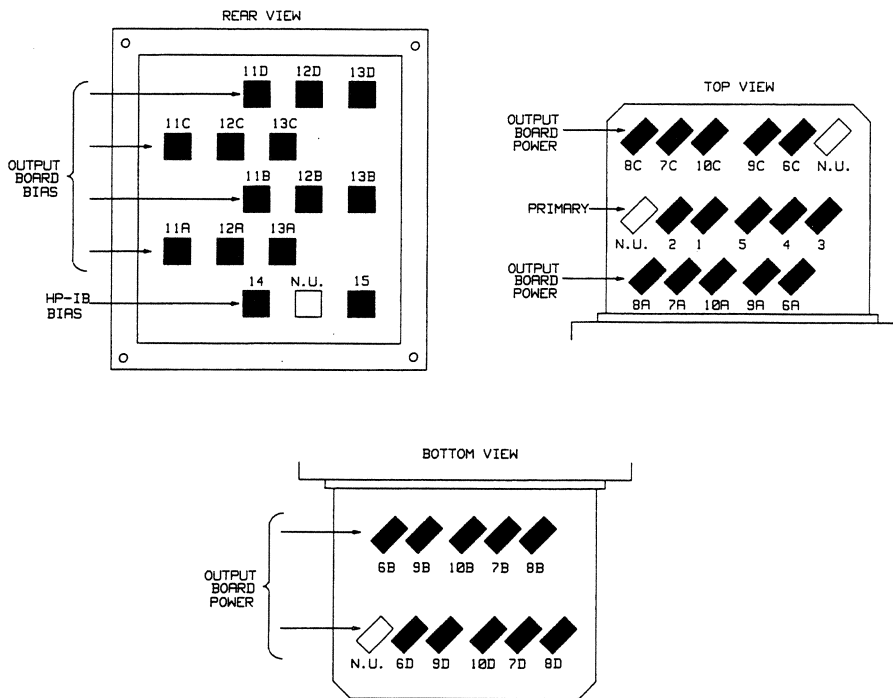 REAR VIEW
11D 12D 13D
11C 12C 13C
OUTPUT
BOARD
BIAS
11B 12B 13B
11A 12A 13A
14 N.U. 15
HP-IB
BIAS
TOP VIEW
OUTPUT
BOARD
POWER
8C 7C 10C 9C 6C N.U.
PRIMARY
N.U. 2 1 5 4 3
OUTPUT
BOARD
POWER
8A 7A 10A 9A 6A
BOTTOM VIEW
6B 9B 10B 7B 8B
OUTPUT
BOARD
POWER
N.U. 6D 9D 10D 7D 8D